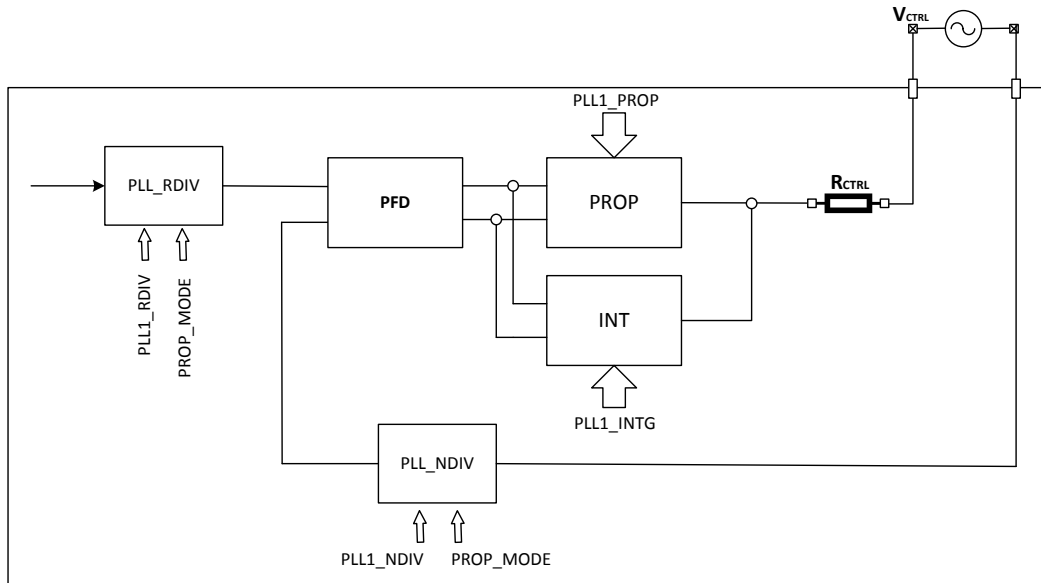 VCTRL
PLL1_PROP
PLL_RDIV
PFD
PROP
RCTRL
PLL1_RDIV
PROP_MODE
INT
PLL1_INTG
PLL_NDIV
PLL1_NDIV
PROP_MODE